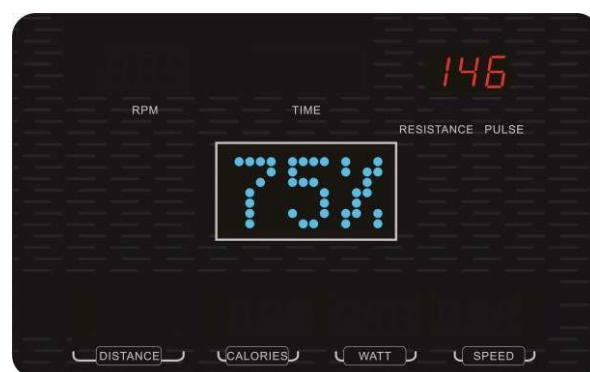 146
RPM TIME
RESISTANCE PULSE
75%
DISTANCE CALORIES WATT SPEED